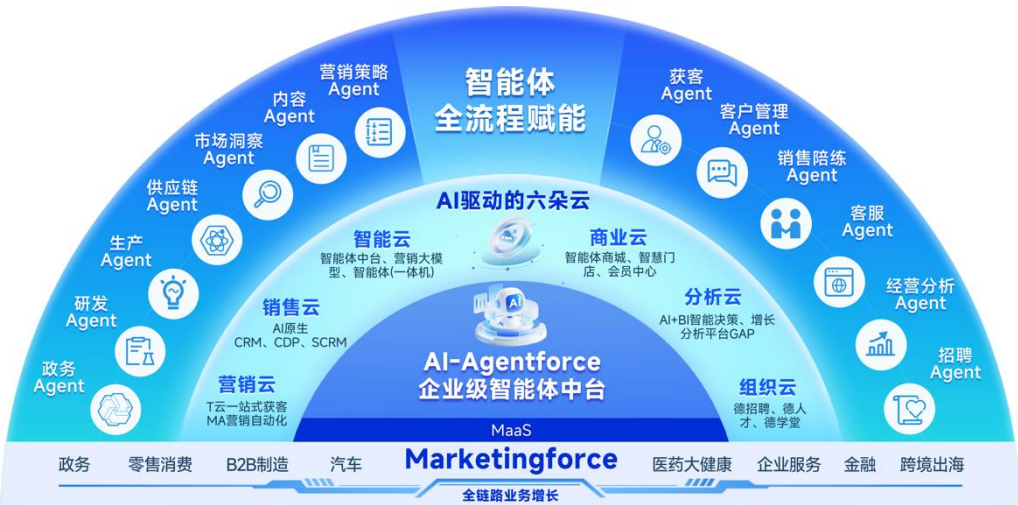 智能体
全流程赋能
营销策略
Agent
内容
Agent
市场洞察
Agent
供应链
Agent
生产
Agent
研发
Agent
政务
Agent
获客
Agent
客户管理
Agent
销售陪练
Agent
客服
Agent
经营分析
Agent
招聘
Agent
AI驱动的六朵云
智能云
智能体中台、营销大模
型、智能体(一体机)
销售云
AI原生
CRM、CDP、SCRM
营销云
T云一站式获客
MA营销自动化
商业云
智能体商城、智慧门
店、会员中心
分析云
AI+BI智能决策、增长
分析平台GAP
组织云
德招聘、德人
才、德学堂
AI
AI-Agentforce
企业级智能体中台
MaaS
政务
零售消费
B2B制造
汽车
Marketingforce
医药大健康
企业服务
金融
跨境出海
全链路业务增长